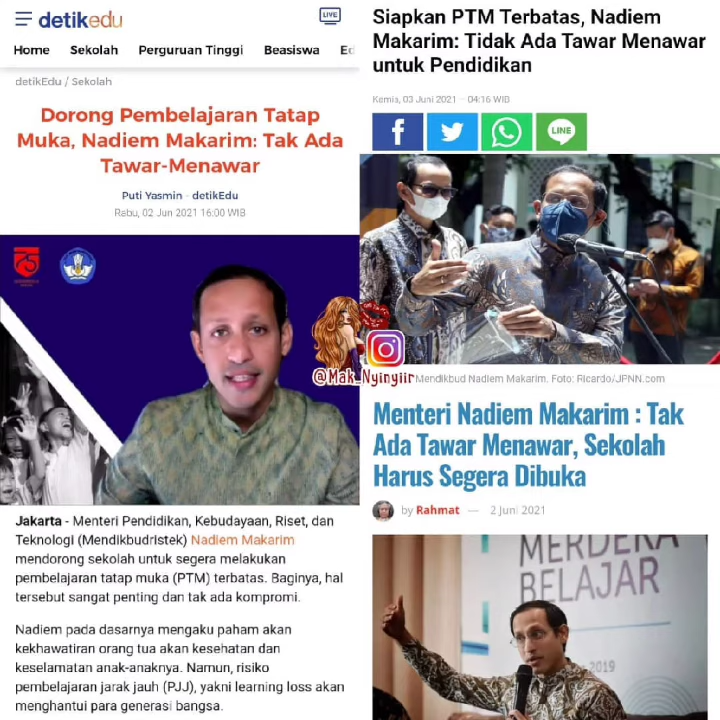 detikedu
LIVE
Home Sekolah Perguruan Tinggi Beasiswa Ed
detikEdu / Sekolah
Dorong Pembelajaran Tatap
Muka, Nadiem Makarim: Tak Ada
Tawar-Menawar
Puti Yasmin - detikEdu
Rabu, 02 Jun 2021 16:00 WIB
75
Jakarta - Menteri Pendidikan, Kebudayaan, Riset, dan
Teknologi (Mendikbudristek) Nadiem Makarim
mendorong sekolah untuk segera melakukan
pembelajaran tatap muka (PTM) terbatas. Baginya, hal
tersebut sangat penting dan tak ada kompromi.
Nadiem pada dasarnya mengaku paham akan
kekhawatiran orang tua akan kesehatan dan
keselamatan anak-anaknya. Namun, risiko
pembelajaran jarak jauh (PJJ), yakni learning loss akan
menghantui para generasi bangsa.
Siapkan PTM Terbatas, Nadiem
Makarim: Tidak Ada Tawar Menawar
untuk Pendidikan
Kamis, 03 Juni 2021 – 04:16 WIB
LINE
@Mak_Nyinyiir
Mendikbud Nadiem Makarim. Foto: Ricardo/JPNN.com
Menteri Nadiem Makarim : Tak
Ada Tawar Menawar, Sekolah
Harus Segera Dibuka
by Rahmat — 2 Juni 2021
MERDEKA
BELAJAR
2019